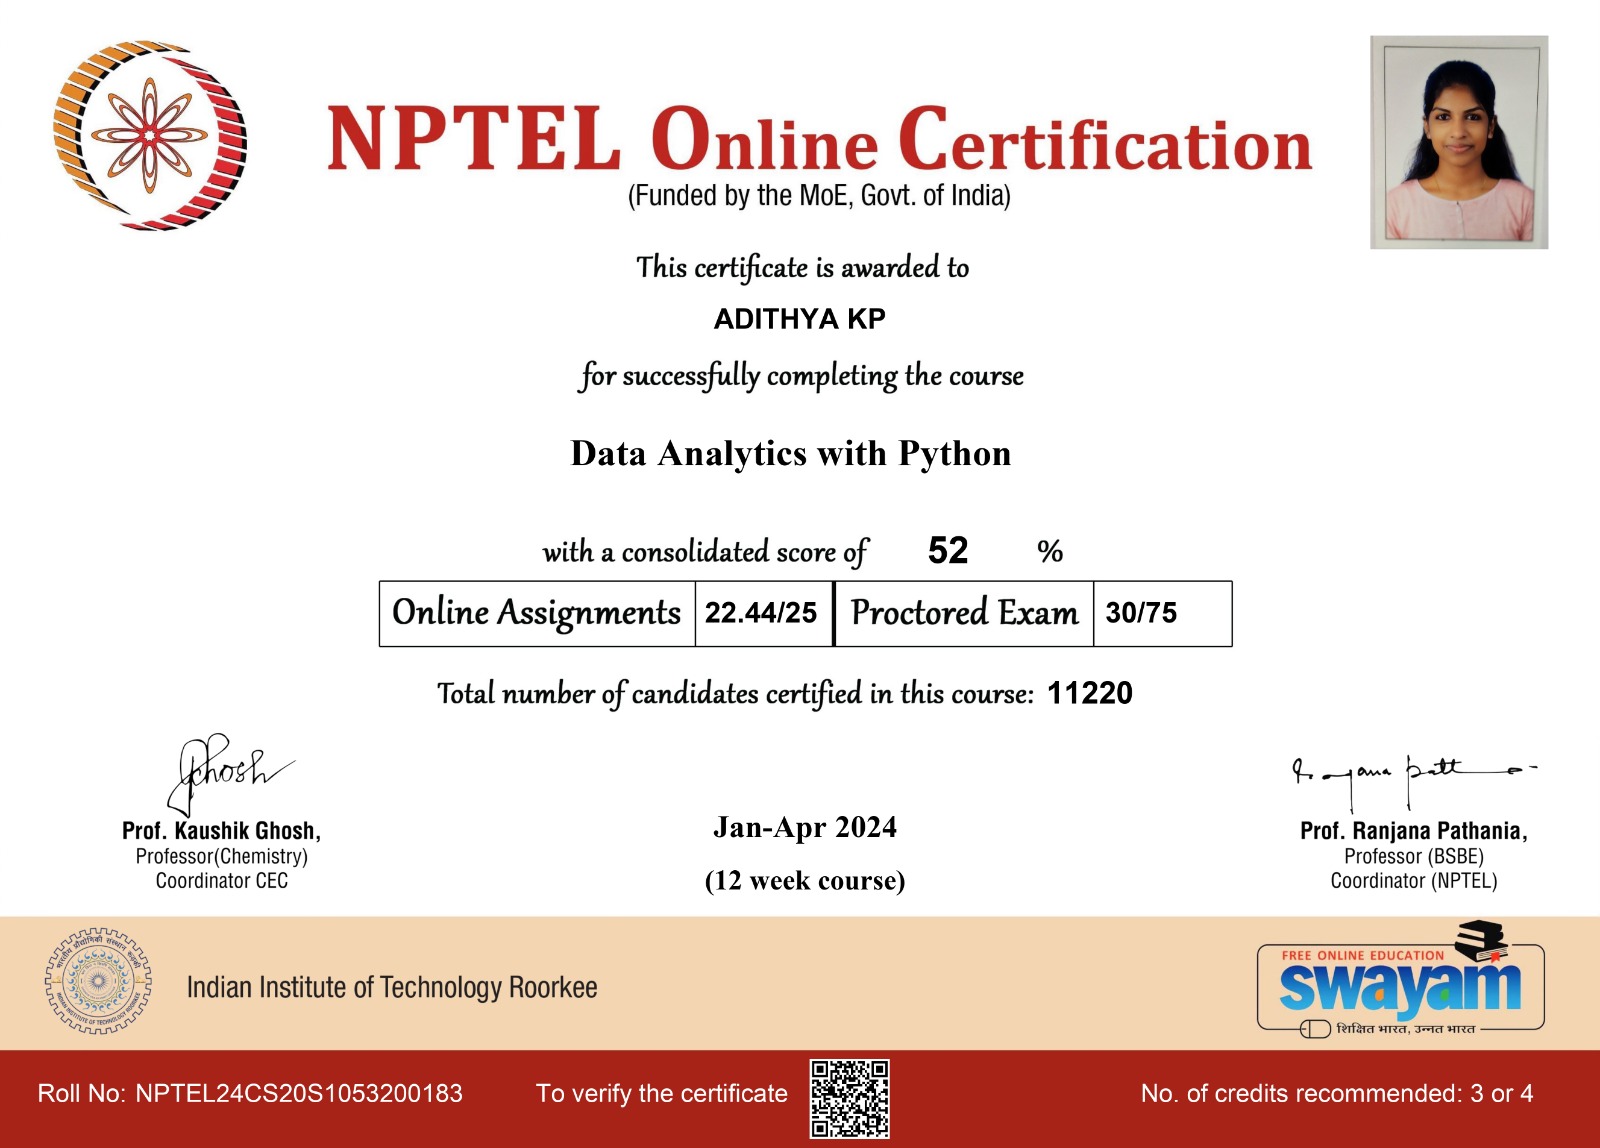 NPTEL Online Certification
(Funded by the MoE, Govt. of India)
This certificate is awarded to
ADITHYA KP
for successfully completing the course
Data Analytics with Python
with a consolidated score of 52 %
Online Assignments 22.44/25 Proctored Exam 30/75
Total number of candidates certified in this course: 11220
Prof. Kaushik Ghosh,
Professor(Chemistry)
Coordinator CEC
Jan-Apr 2024
(12 week course)
Prof. Ranjana Pathania,
Professor (BSBE)
Coordinator (NPTEL)
Indian Institute of Technology Roorkee
FREE ONLINE EDUCATION
swayam
शिक्षित भारत, उन्नत भारत
Roll No: NPTEL24CS20S1053200183
To verify the certificate
No. of credits recommended: 3 or 4